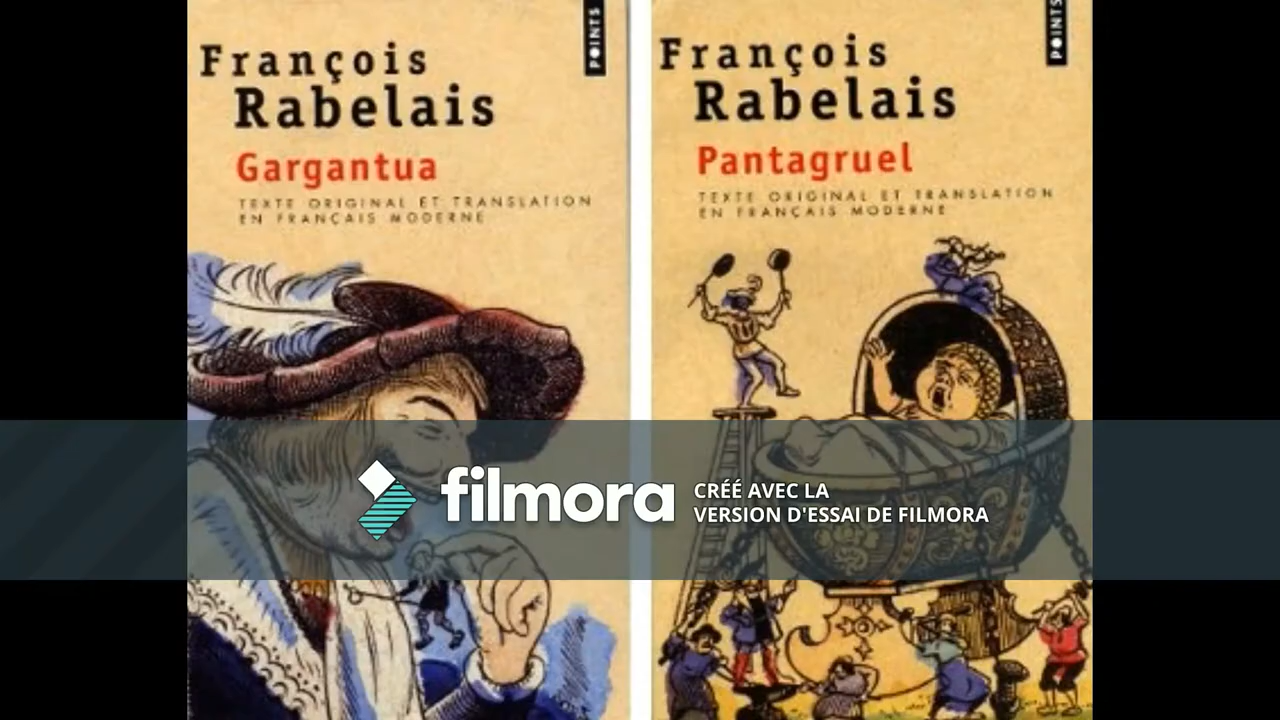 POINTS
François
Rabelais
Gargantua
TEXTE ORIGINAL ET TRANSLATION
EN FRANÇAIS MODERNE
POINTS
François
Rabelais
Pantagruel
TEXTE ORIGINAL ET TRANSLATION
EN FRANÇAIS MODERNE
filmora
CRÉÉ AVEC LA
VERSION D'ESSAI DE FILMORA